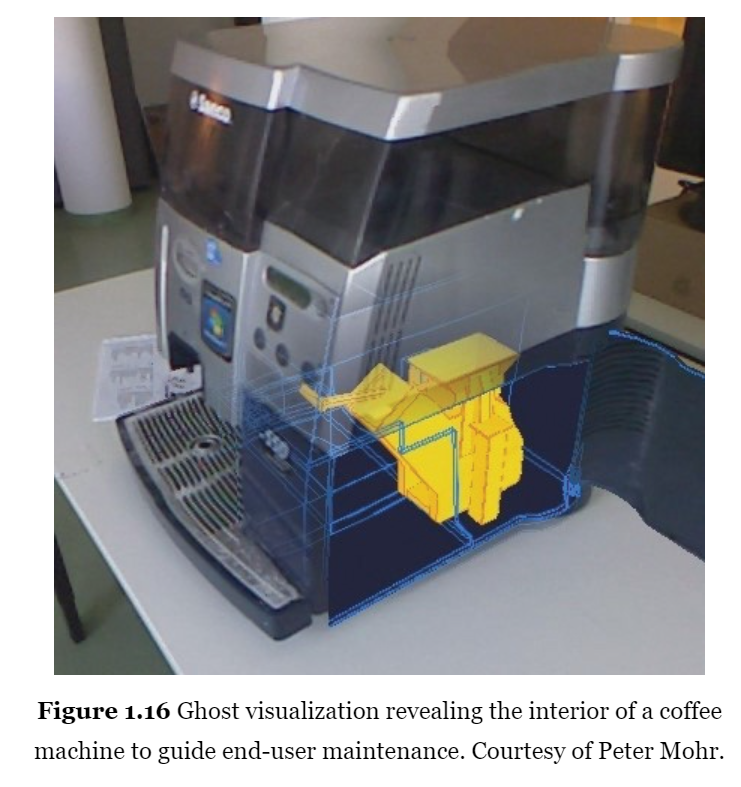 Saeco
Figure 1.16 Ghost visualization revealing the interior of a coffee
machine to guide end-user maintenance. Courtesy of Peter Mohr.